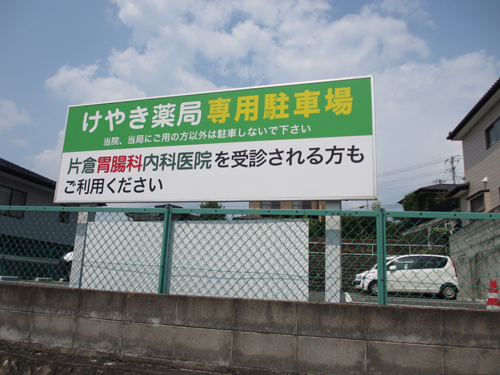 けやき薬局専用駐車場
当院、当局にご用の方以外は駐車しないで下さい
片倉胃腸科内科医院を受診される方も
ご利用ください